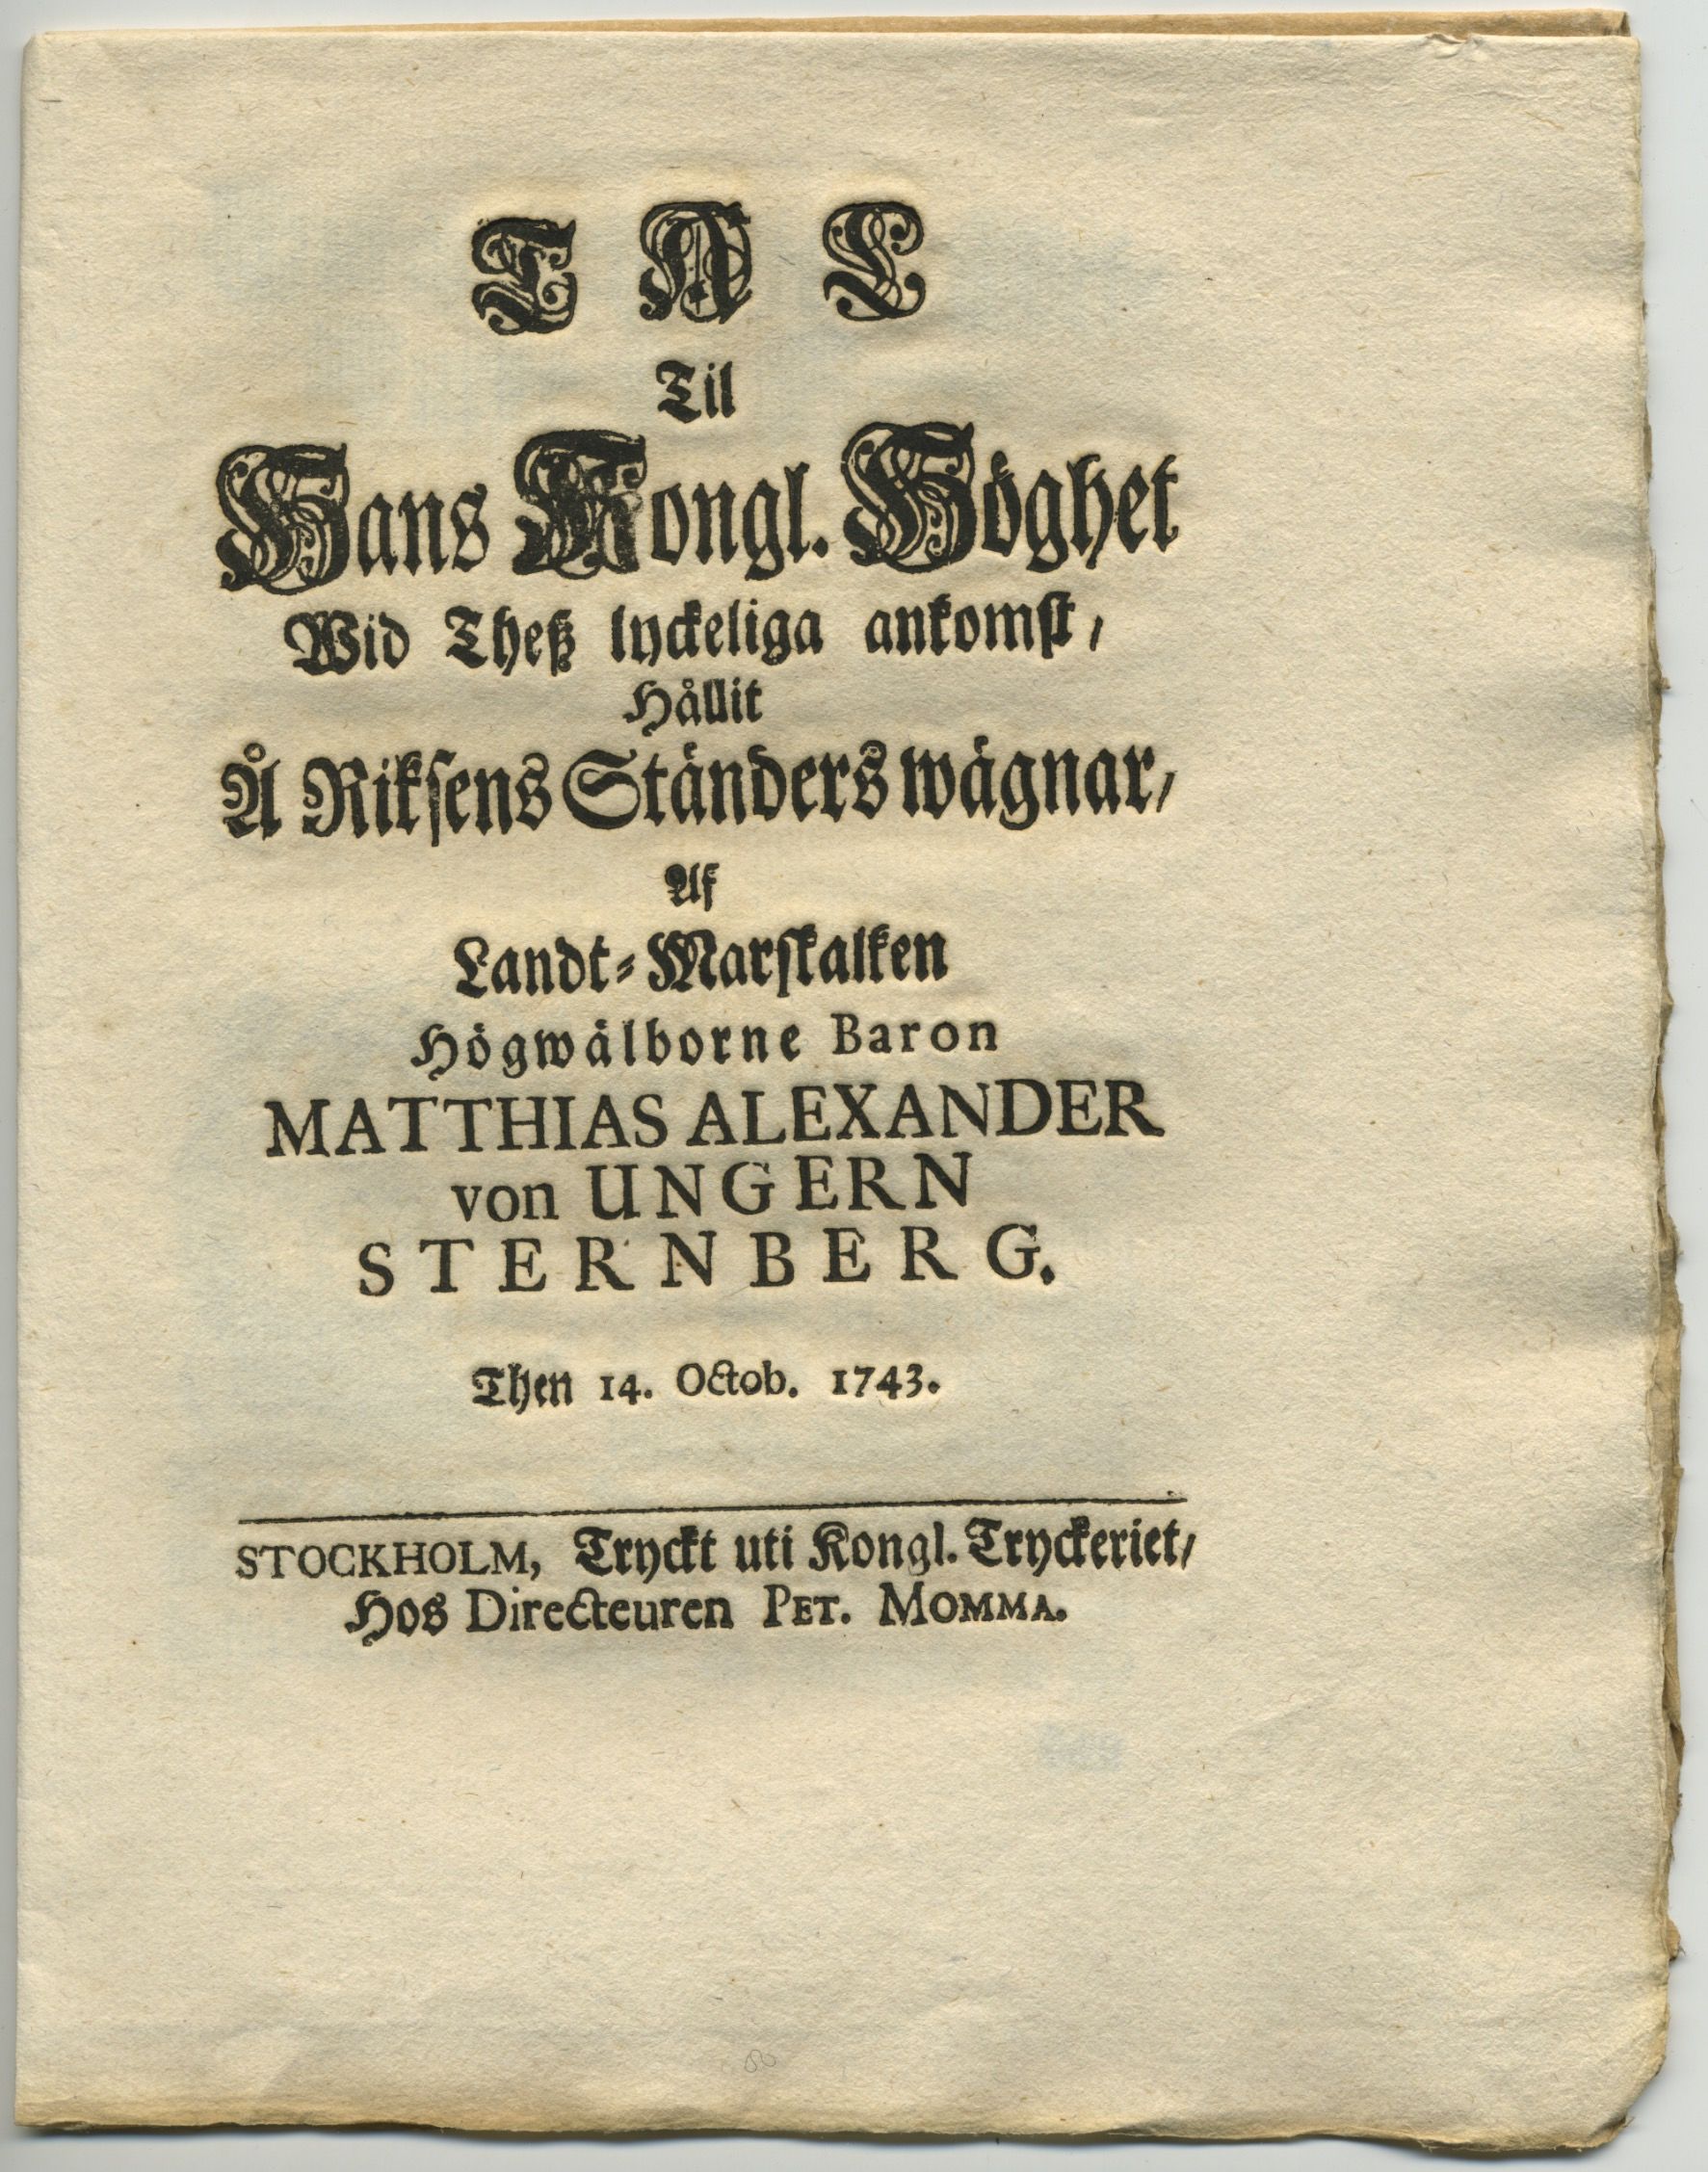 TAL
Til
Hans Kongl. Höghet
Wid Theß lyckeliga ankomst,
Hållit
Å Riksens Ständers wägnar,
Af
Landt-Marskalken
Högwälborne Baron
MATTHIAS ALEXANDER
von UNGERN
STERNBERG.
Then 14. Octob. 1743.
STOCKHOLM, Tryckt uti Kongl. Tryckeriet,
Hos Directeuren PET. MOMMA.